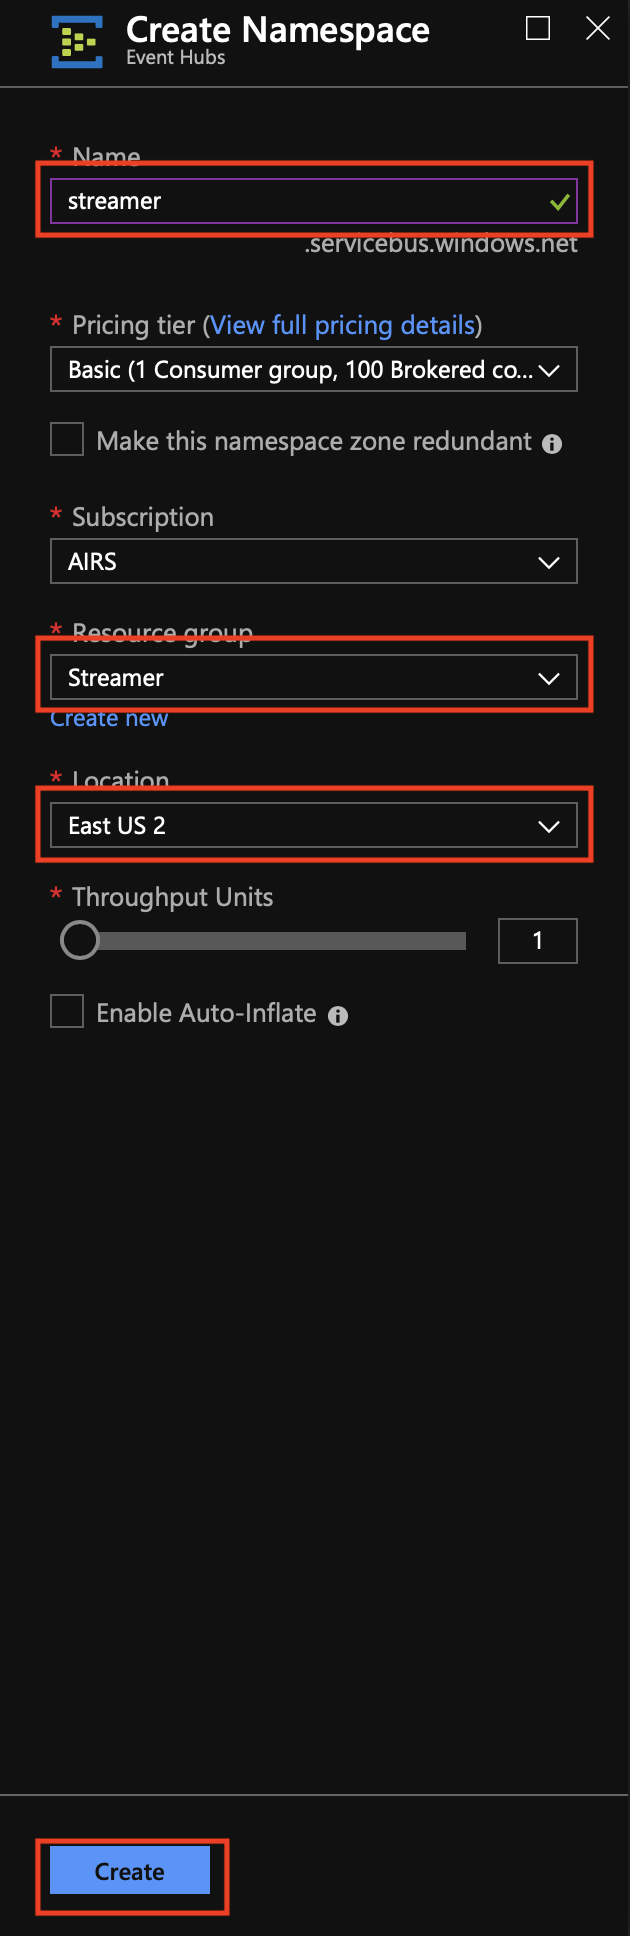 Create Namespace
Event Hubs
* Name
streamer
.servicebus.windows.net
* Pricing tier (View full pricing details)
Basic (1 Consumer group, 100 Brokered co...
Make this namespace zone redundant
* Subscription
AIRS
* Resource group
Streamer
Create new
* Location
East US 2
* Throughput Units
1
Enable Auto-Inflate
Create